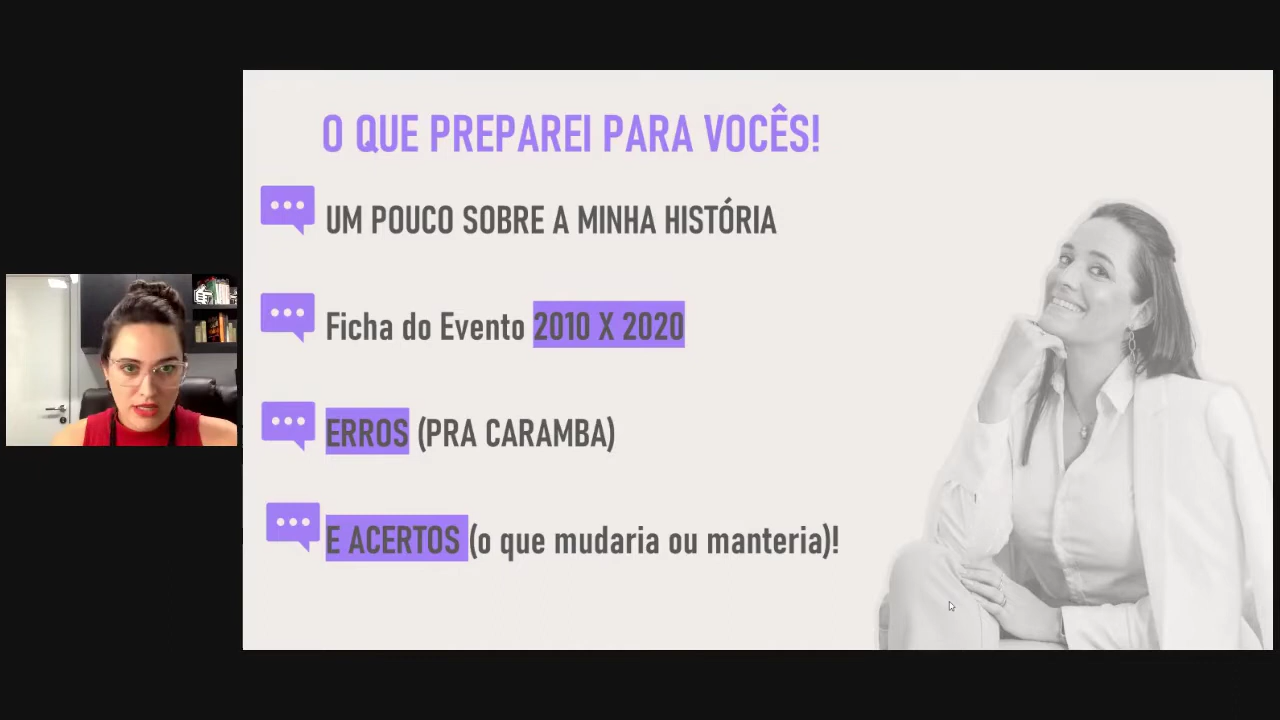 O QUE PREPAREI PARA VOCÊS!
UM POUCO SOBRE A MINHA HISTÓRIA
Ficha do Evento 2010 X 2020
ERROS (PRA CARAMBA)
E ACERTOS (o que mudaria ou manteria)!